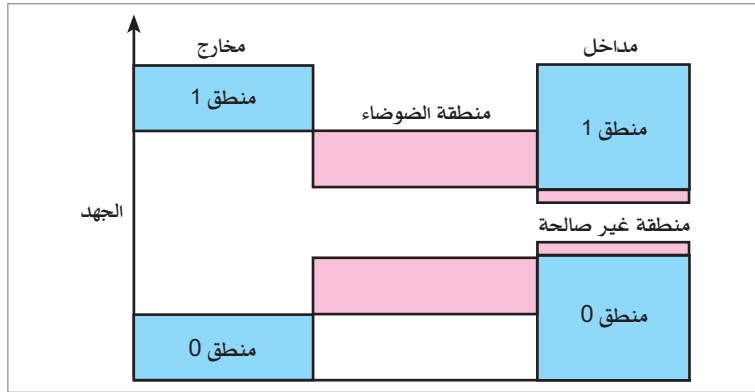 مداخل
مخارج
منطق 1
منطقة الضوضاء
منطق 1
الجهد
منطقة غير صالحة
منطق 0
منطق 0